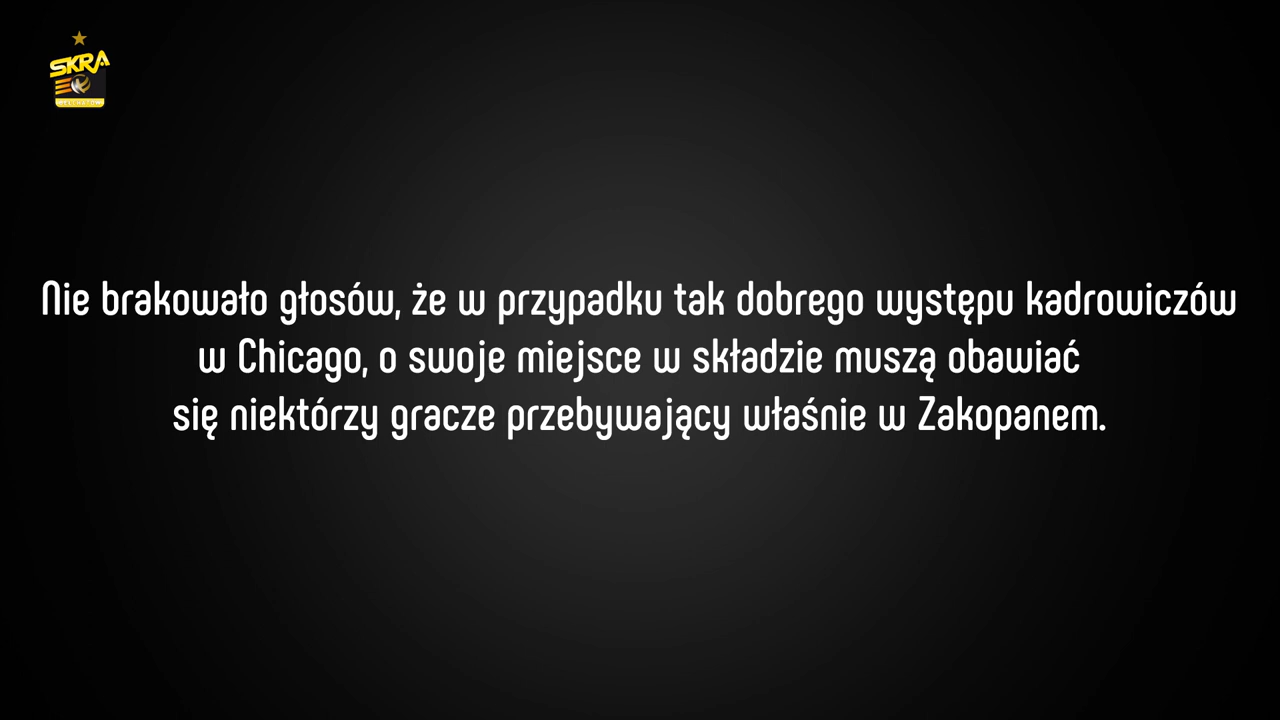 SKRA
BEŁCHATÓW
Nie brakowało głosów, że w przypadku tak dobrego występu kadrowiczów
w Chicago, o swoje miejsce w składzie muszą obawiać
się niektórzy gracze przebywający właśnie w Zakopanem.